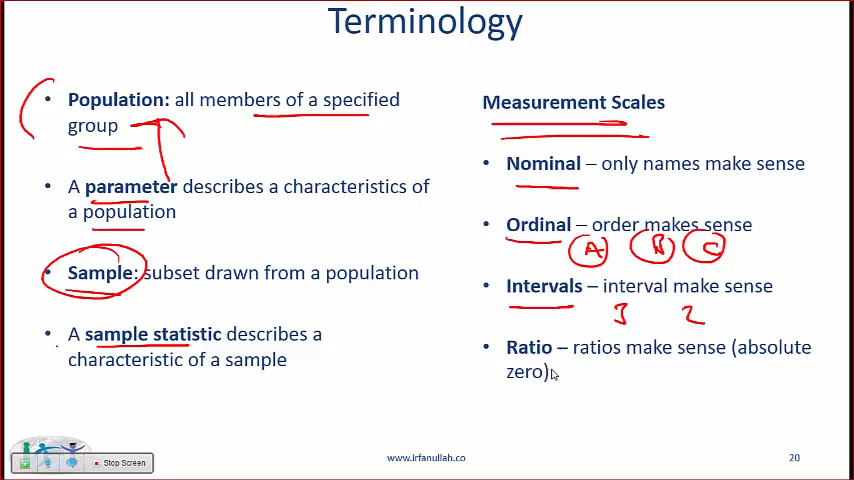 Terminology
• Population: all members of a specified
group
• A parameter describes a characteristics of
a population
• Sample: subset drawn from a population
• A sample statistic describes a
characteristic of a sample
Measurement Scales
• Nominal – only names make sense
• Ordinal – order makes sense
A B C
• Intervals – interval make sense
3 2
• Ratio – ratios make sense (absolute
zero)
Stop Screen
www.irfanullah.co
20